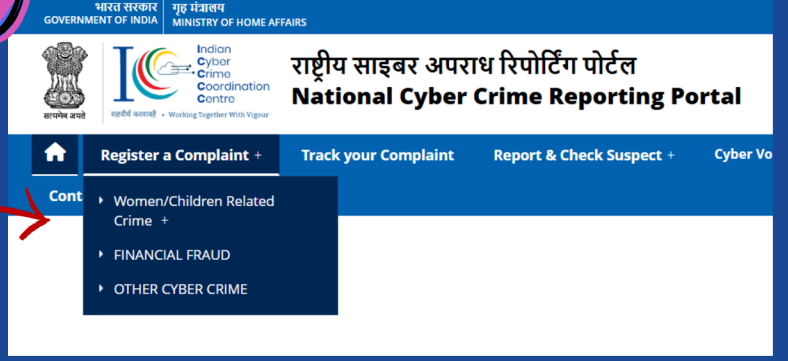 भारत सरकार
GOVERNMENT OF INDIA
गृह मंत्रालय
MINISTRY OF HOME AFFAIRS
सत्यमेव जयते
Indian
Cyber
Crime
Coordination
Centre
Working Together With Vigour
राष्ट्रीय साइबर अपराध रिपोर्टिंग पोर्टल
National Cyber Crime Reporting Portal
Register a Complaint +
Track your Complaint
Report & Check Suspect +
Cyber Vo
Cont
Women/Children Related
Crime +
FINANCIAL FRAUD
OTHER CYBER CRIME